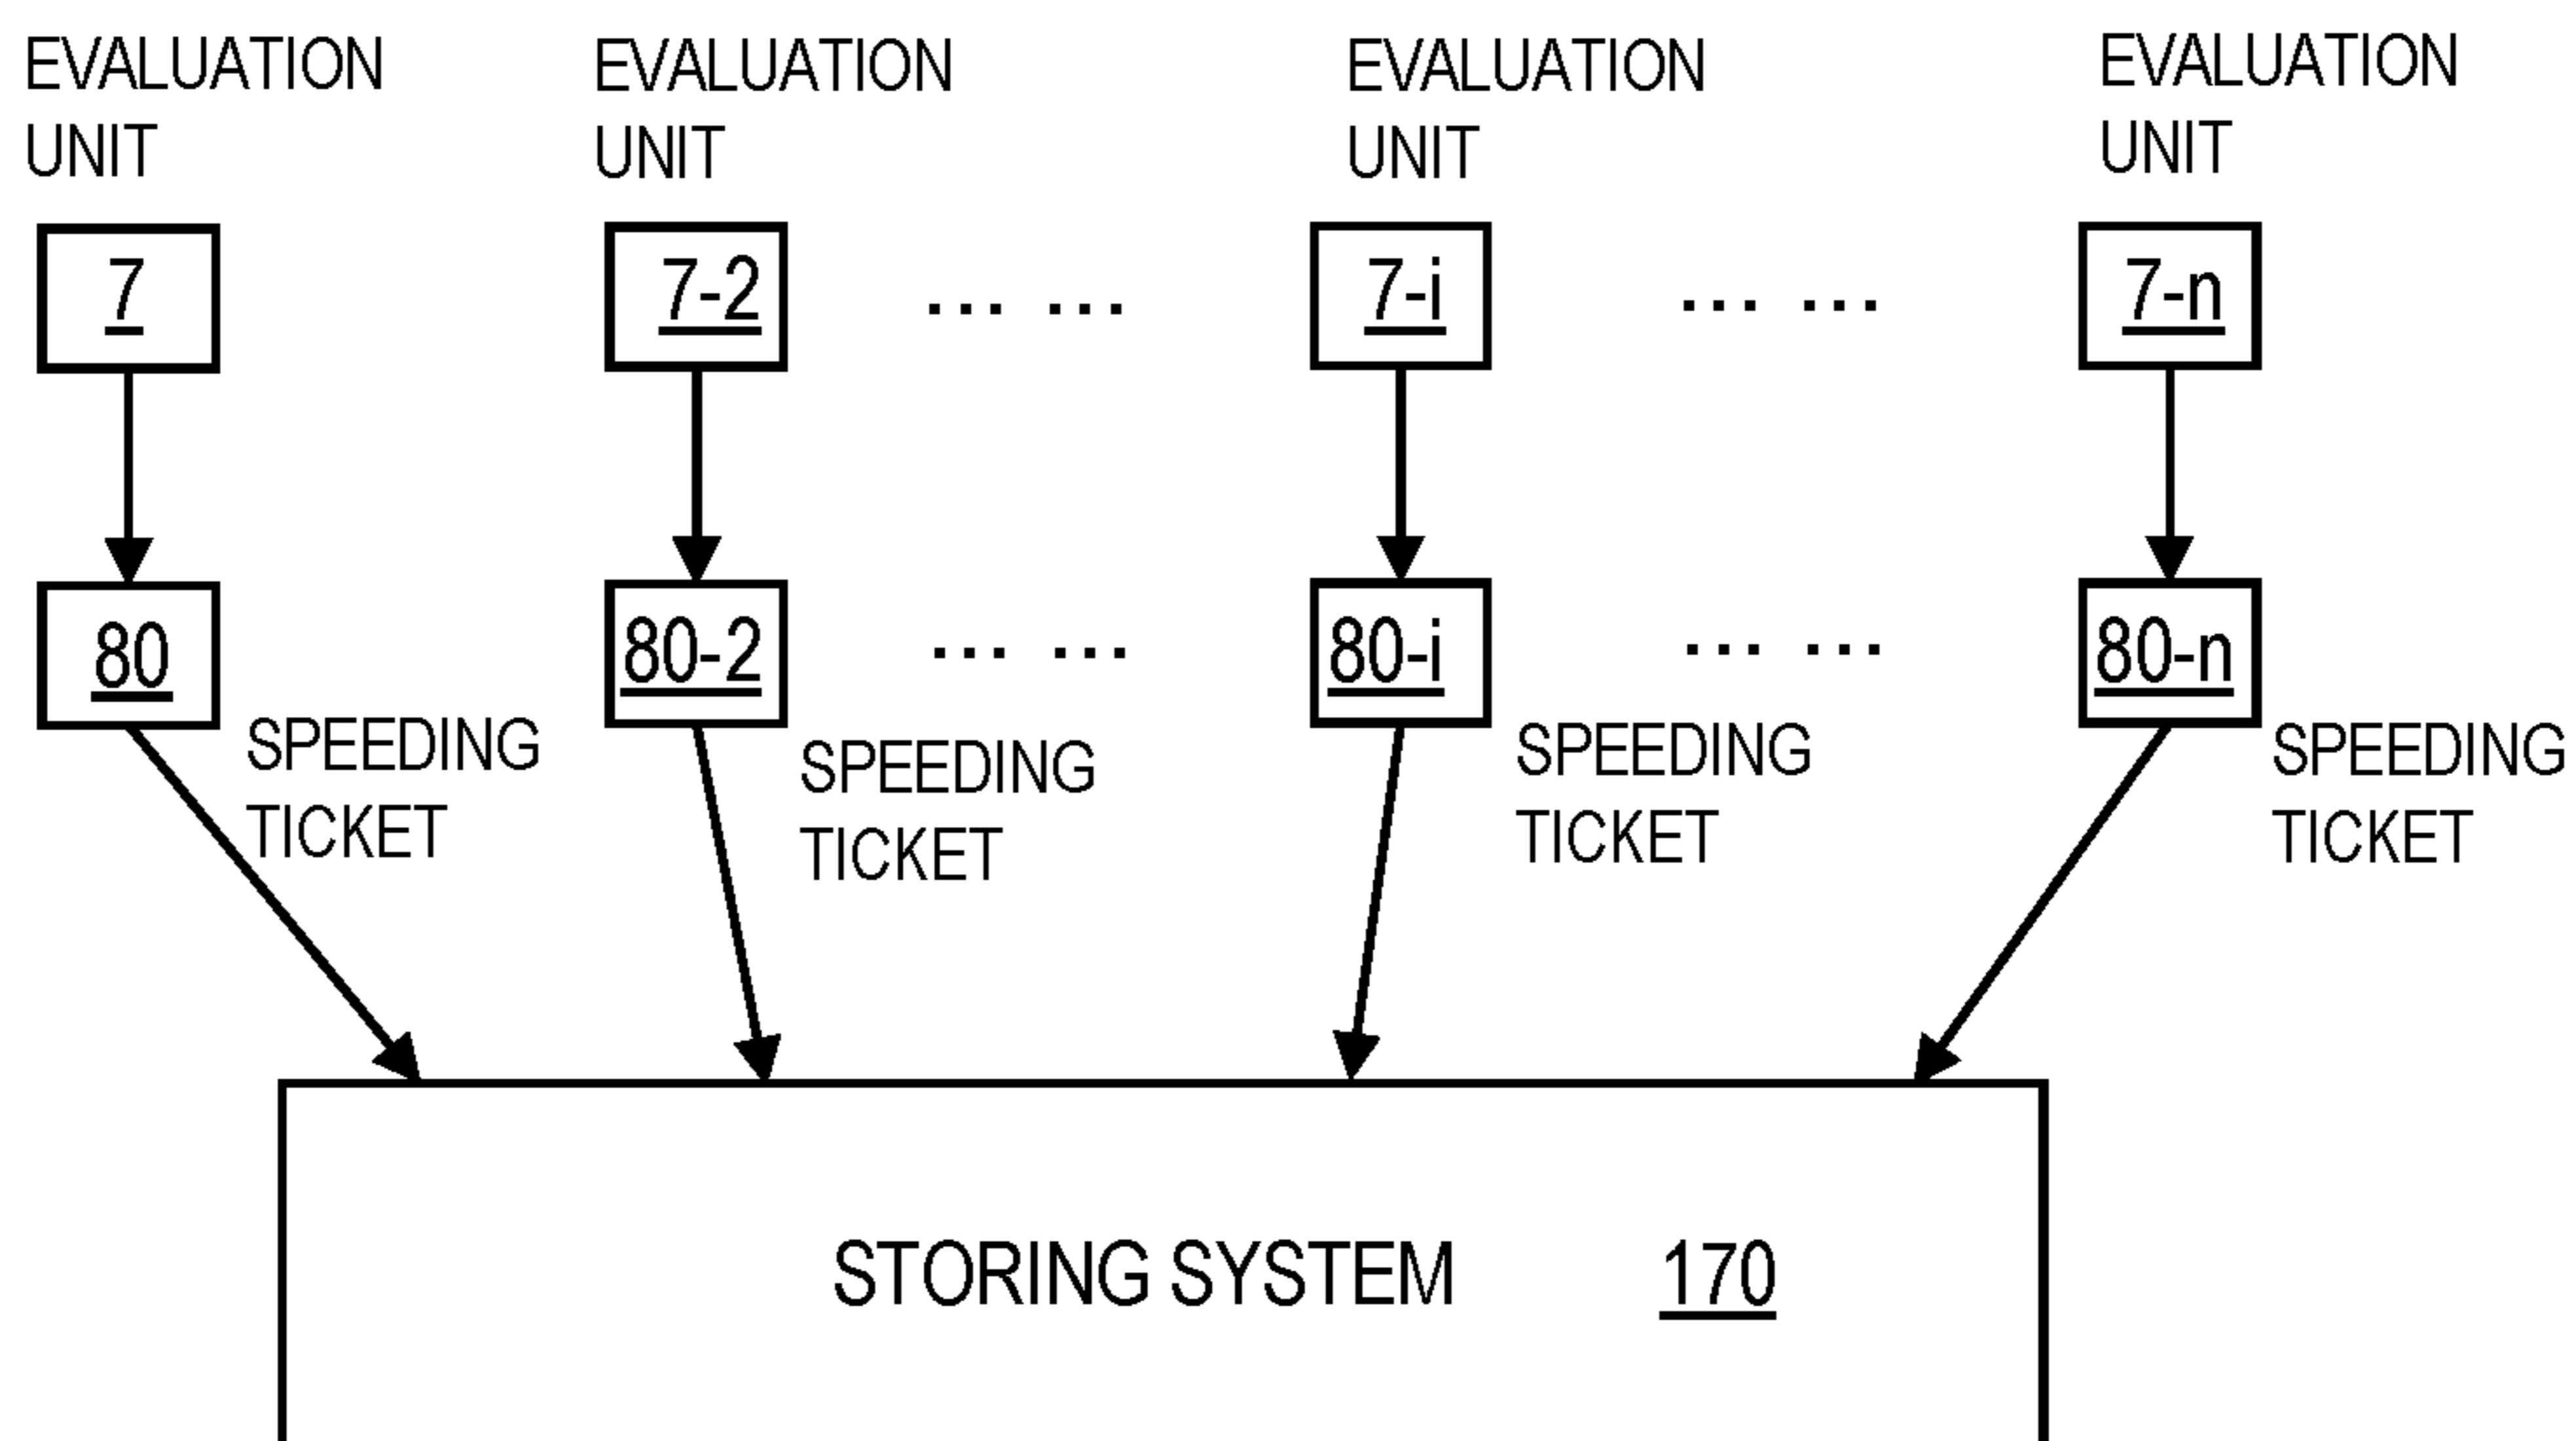 EVALUATION
UNIT
EVALUATION
UNIT
EVALUATION
UNIT
EVALUATION
UNIT
7
7-2
... ...
7-i
... ...
7-n
80
80-2
... ...
80-i
... ...
80-n
SPEEDING
TICKET
SPEEDING
TICKET
SPEEDING
TICKET
SPEEDING
TICKET
STORING SYSTEM 170